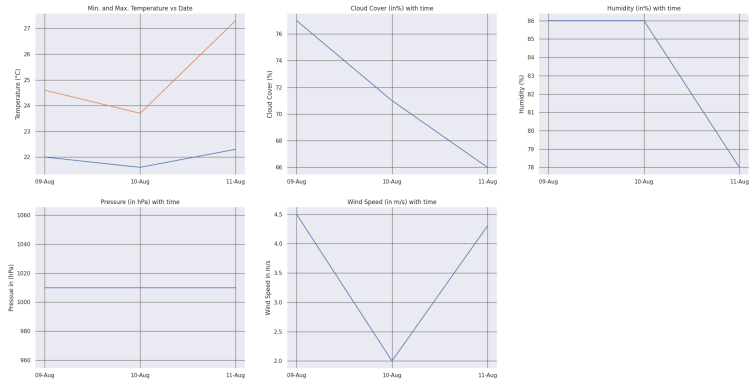 Min. and Max. Temperature vs Date
Temperature (°C)
27
26
25
24
23
22
09-Aug
10-Aug
11-Aug
Cloud Cover (in%) with time
Cloud Cover (%)
76
74
72
70
68
66
09-Aug
10-Aug
11-Aug
Humidity (in%) with time
Humidity (%)
86
85
84
83
82
81
80
79
78
09-Aug
10-Aug
11-Aug
Pressure (in hPa) with time
Pressue in (hPa)
1060
1040
1020
1000
980
960
09-Aug
10-Aug
11-Aug
Wind Speed (in m/s) with time
Wind Speed in m/s
4.5
4.0
3.5
3.0
2.5
2.0
09-Aug
10-Aug
11-Aug